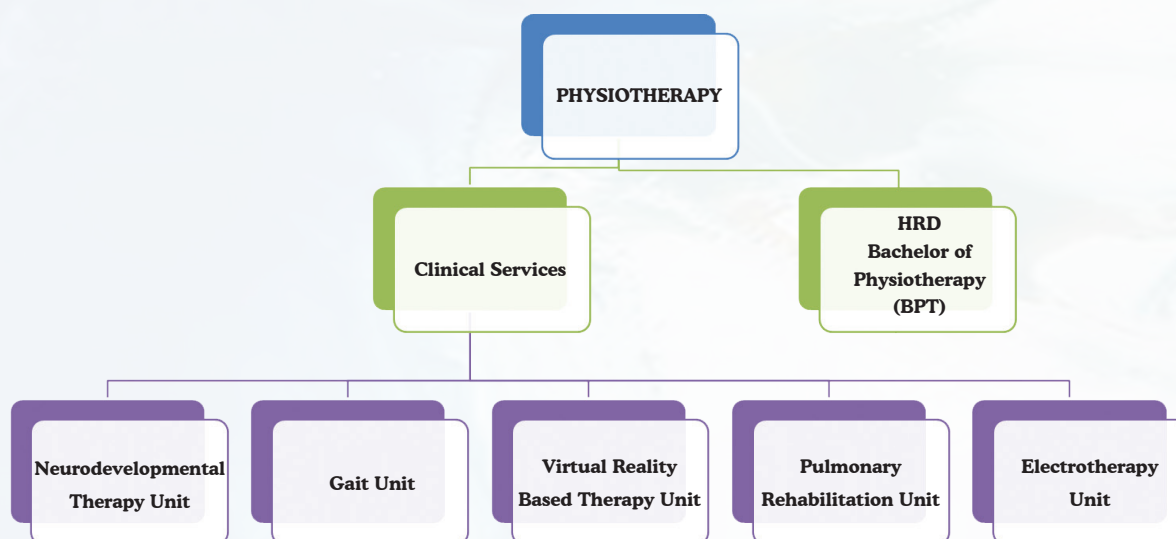 PHYSIOTHERAPY
Clinical Services
HRD
Bachelor of
Physiotherapy
(BPT)
Neurodevelopmental
Therapy Unit
Gait Unit
Virtual Reality
Based Therapy Unit
Pulmonary
Rehabilitation Unit
Electrotherapy
Unit